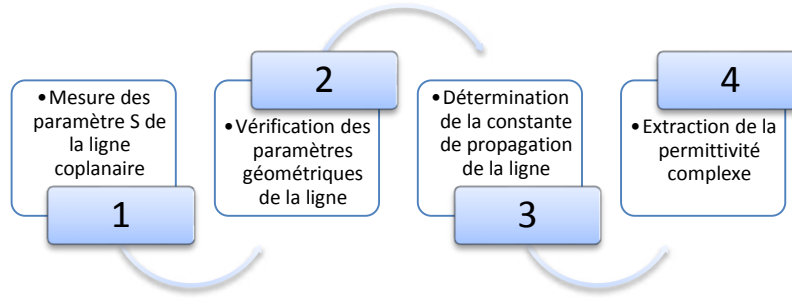 •Mesure des
paramètre S de
la ligne
coplanaire
1
2
•Vérification des
paramètres
géométriques
de la ligne
•Détermination
de la constante
de propagation
de la ligne
3
4
•Extraction de la
permittivité
complexe